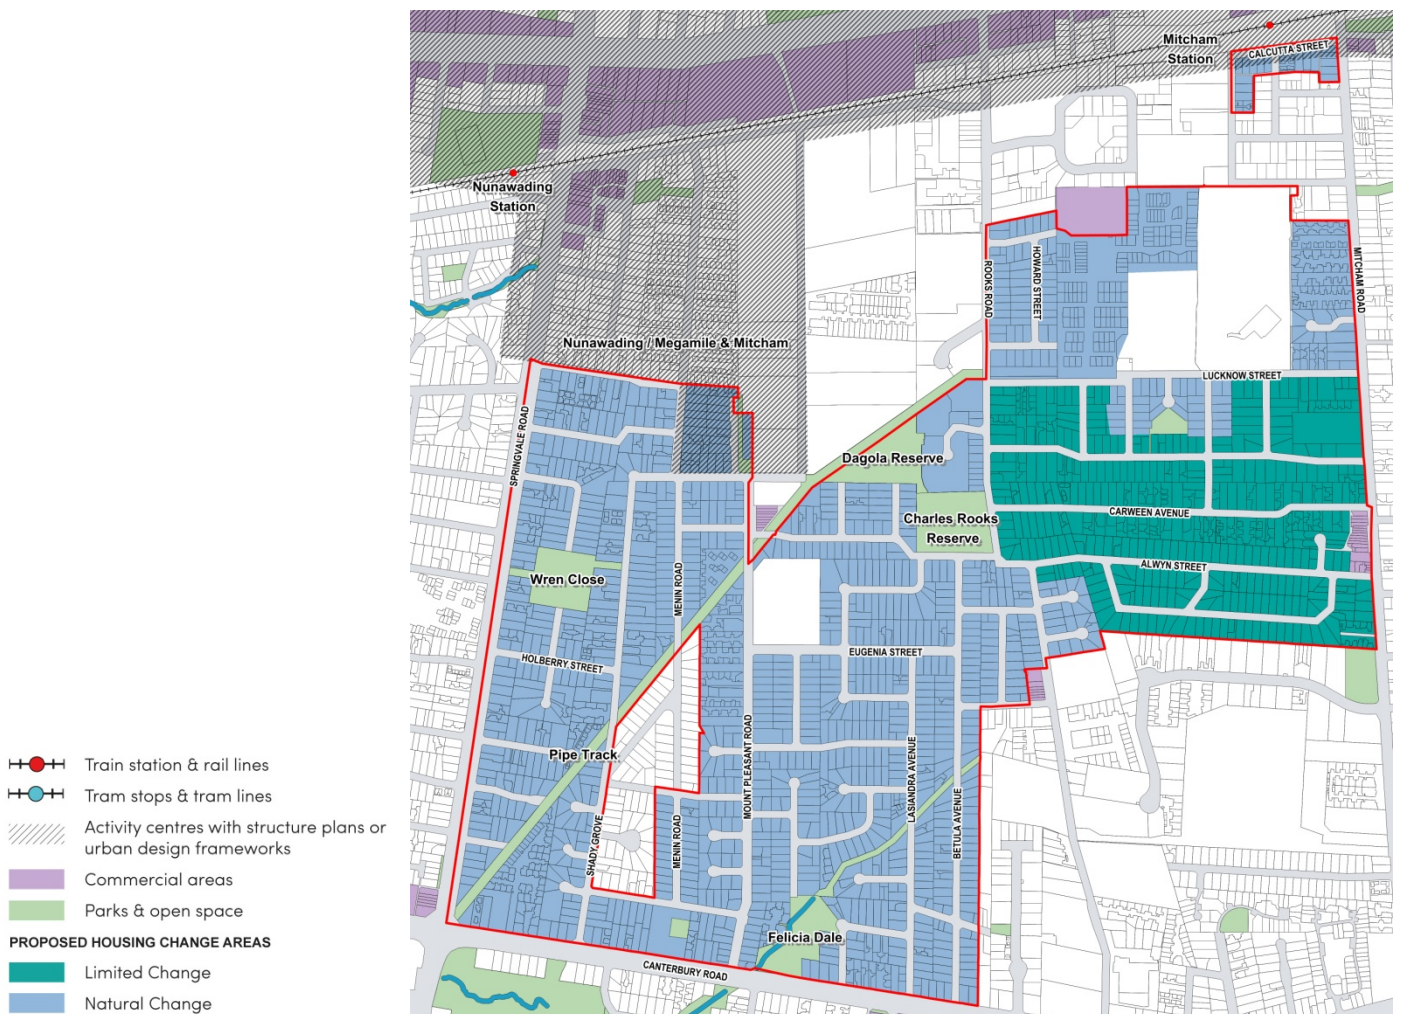 Mitcham
Station
CALCUTTA STREET
Nunawading
Station
ROOKS ROAD
HOWARD STREET
MITCHAM ROAD
Nunawading / Megamile & Mitcham
LUCKNOW STREET
SPRINGVALE ROAD
Dagola Reserve
CARWEEN AVENUE
Charles Rooks
Reserve
ALWYN STREET
Wren Close
MENIN ROAD
EUGENIA STREET
HOLBERRY STREET
Pipe Track
MOUNT PLEASANT ROAD
LASIANDRA AVENUE
BETULA AVENUE
SHADY GROVE
MENIN ROAD
Felicia Dale
CANTERBURY ROAD
Train station & rail lines
Tram stops & tram lines
Activity centres with structure plans or
urban design frameworks
Commercial areas
Parks & open space
PROPOSED HOUSING CHANGE AREAS
Limited Change
Natural Change